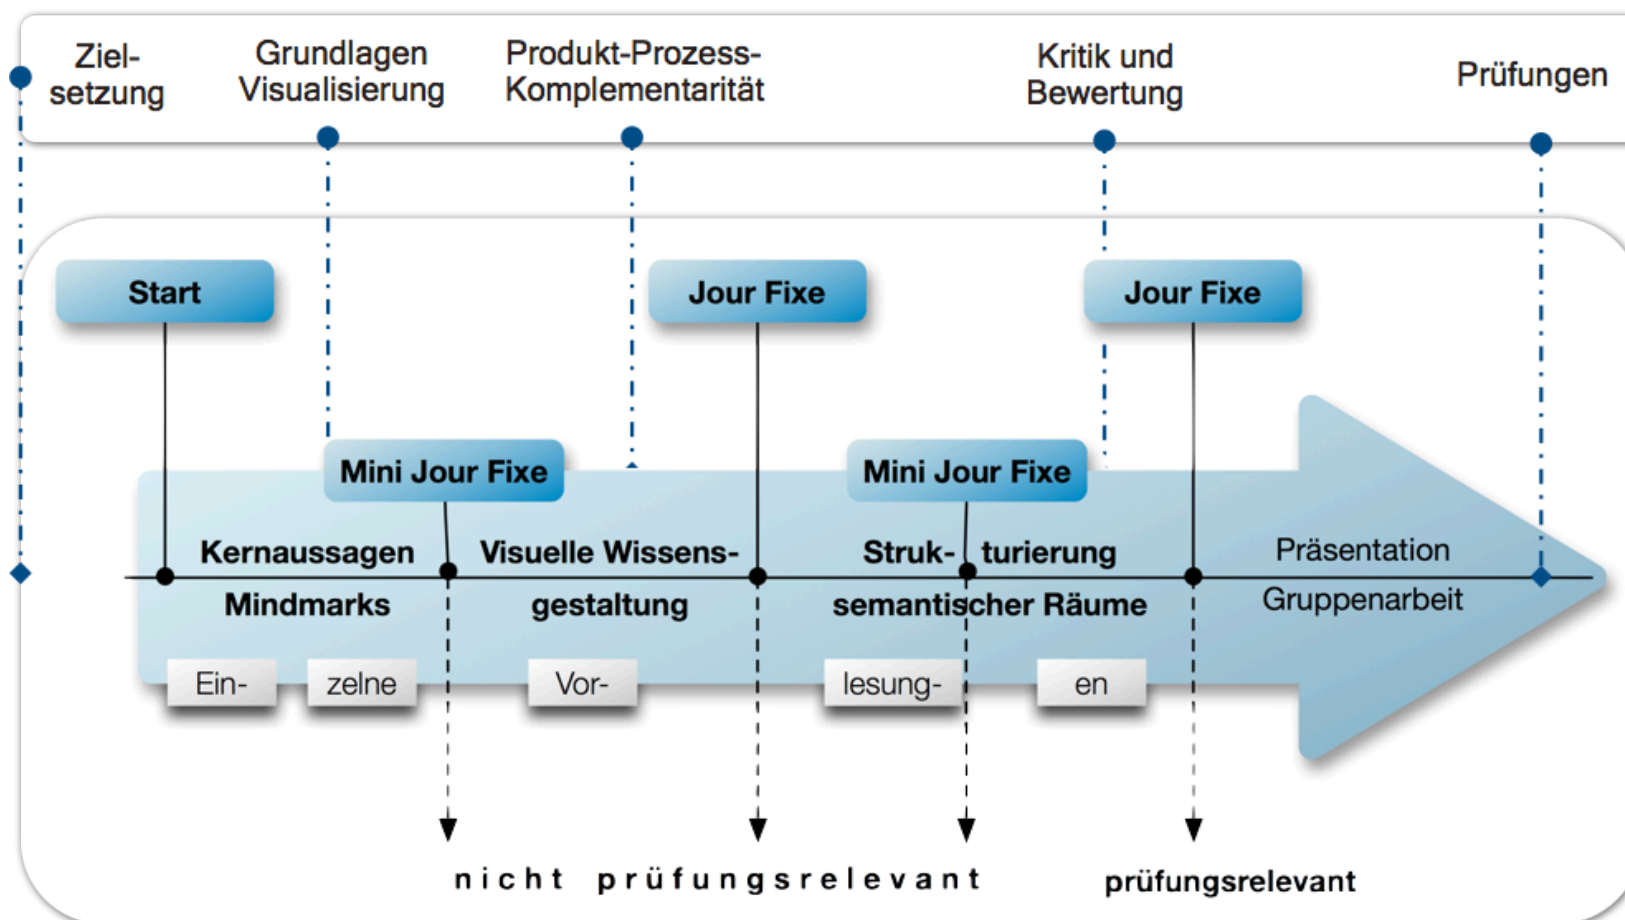 Ziel-
setzung
Grundlagen
Visualisierung
Produkt-Prozess-
Komplementarität
Kritik und
Bewertung
Prüfungen
Start
Jour Fixe
Jour Fixe
Mini Jour Fixe
Mini Jour Fixe
Kernaussagen
Mindmarks
Visuelle Wissens-
gestaltung
Struk- turierung
semantischer Räume
Präsentation
Gruppenarbeit
Ein- zelne Vor- lesung- en
nicht prüfungsrelevant
prüfungsrelevant